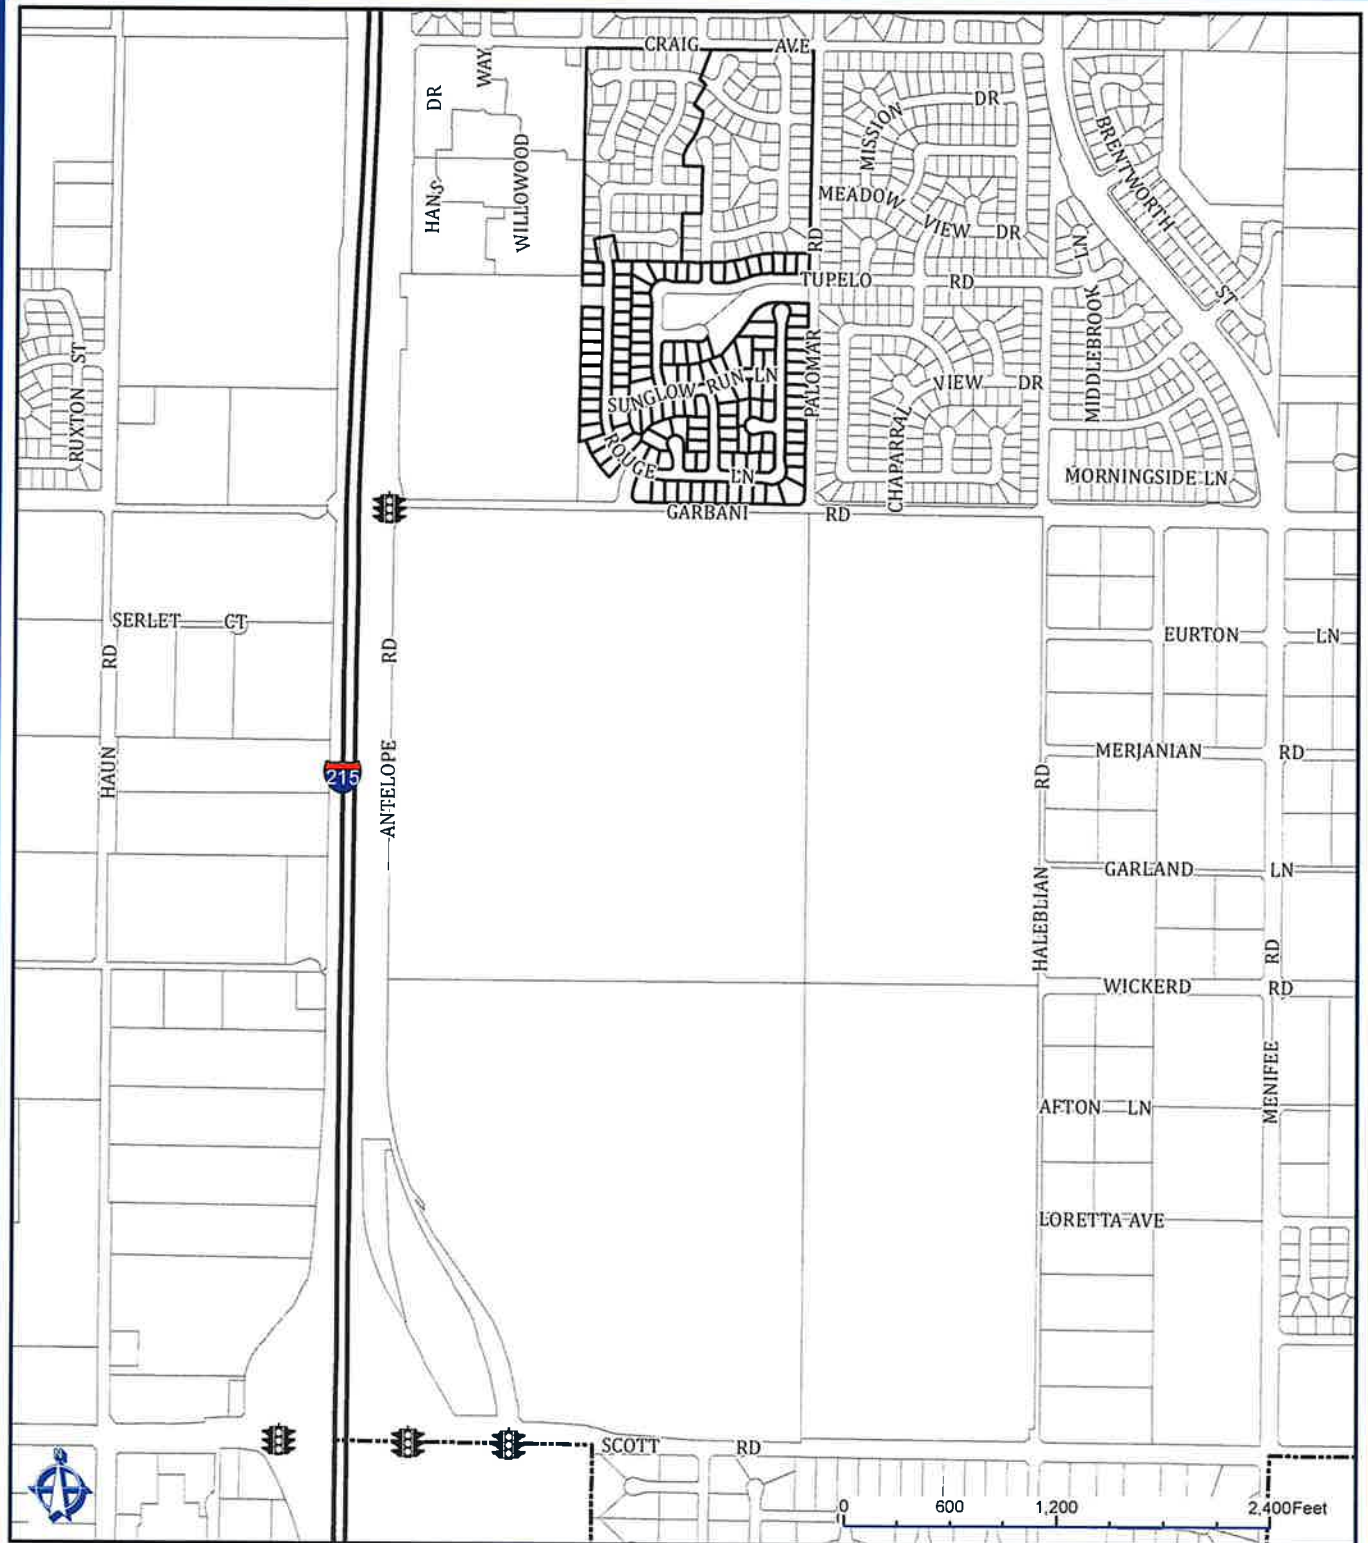 CRAIG AVE
WAY
DR
HANS
WILLOWOOD
MISSION
DR
BRENTWORTH
ST
MEADOW
VIEW DR
RD
LN
TUPELO RD
MIDDLEBROOK
RUXTON ST
SUNGLOW RUN LN
PALOMAR
VIEW DR
CHAPARRAL
ROUGE LN
MORNINGSIDE LN
GARBANI RD
SERLET CT
RD
HAUN
RD
ANTELOPE
215
EURTON LN
MERJANIAN RD
RD
HALEBLIAN
GARLAND LN
RD
WICKERD RD
MENIFEE
AFTON LN
LORETTA AVE
SCOTT RD
0 600 1,200 2,400Feet